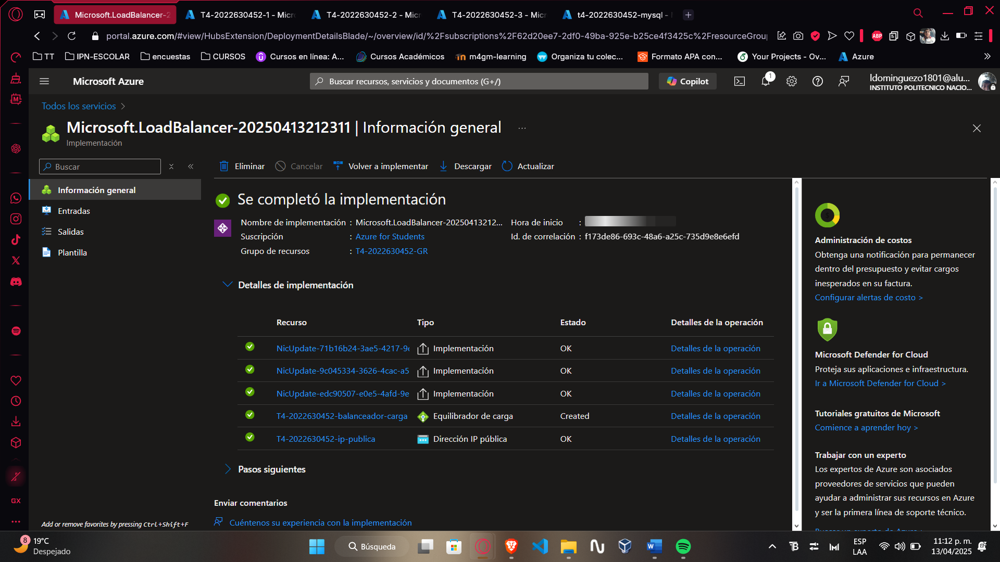 Microsoft.LoadBalancer-2
T4-2022630452-1 - Micr
T4-2022630452-2 - Micr
T4-2022630452-3 - Micr
t4-2022630452-mysql -
portal.azure.com/#view/HubsExtension/DeploymentDetailsBlade/~/overview/id/%2Fsubscriptions%2F62d20ee7-2df0-49ba-925e-b25ce4f3425c%2FresourceGroup
ABP
TT
IPN-ESCOLAR
encuestas
CURSOS
Cursos en línea: A...
Cursos Académicos
m4gm-learning
Organiza tu colec...
Formato APA con...
Your Projects - Ov...
Azure
Microsoft Azure
Buscar recursos, servicios y documentos (G+/)
Copilot
1
ldominguezo1801@alu...
INSTITUTO POLITECNICO NACIO...
Todos los servicios
Microsoft.LoadBalancer-20250413212311 | Información general
...
Implementación
Buscar
Eliminar
Cancelar
Volver a implementar
Descargar
Actualizar
Información general
Entradas
Salidas
Plantilla
Se completó la implementación
Nombre de implementación : Microsoft.LoadBalancer-20250413212...
Suscripción : Azure for Students
Grupo de recursos : T4-2022630452-GR
Hora de inicio :
Id. de correlación : f173de86-693c-48a6-a25c-735d9e8e6efd
Detalles de implementación
Recurso Tipo Estado Detalles de la operación
NicUpdate-71b16b24-3ae5-4217-9e Implementación OK Detalles de la operación
NicUpdate-9c045334-3626-4cac-a5 Implementación OK Detalles de la operación
NicUpdate-edc90507-e0e5-4afd-9e Implementación OK Detalles de la operación
T4-2022630452-balanceador-carga Equilibrador de carga Created Detalles de la operación
T4-2022630452-ip-publica Dirección IP pública OK Detalles de la operación
Pasos siguientes
Enviar comentarios
Cuéntenos su experiencia con la implementación
Administración de costos
Obtenga una notificación para permanecer
dentro del presupuesto y evitar cargos
inesperados en su factura.
Configurar alertas de costo >
Microsoft Defender for Cloud
Proteja sus aplicaciones e infraestructura.
Ir a Microsoft Defender for Cloud >
Tutoriales gratuitos de Microsoft
Comience a aprender hoy >
Trabajar con un experto
Los expertos de Azure son asociados
proveedores de servicios que pueden
ayudar a administrar sus recursos en Azure
y ser la primera línea de soporte técnico.
GX
Add or remove favorites by pressing Ctrl+Shift+F
8
19°C
Despejado
Búsqueda
ESP
LAA
11:12 p. m.
13/04/2025